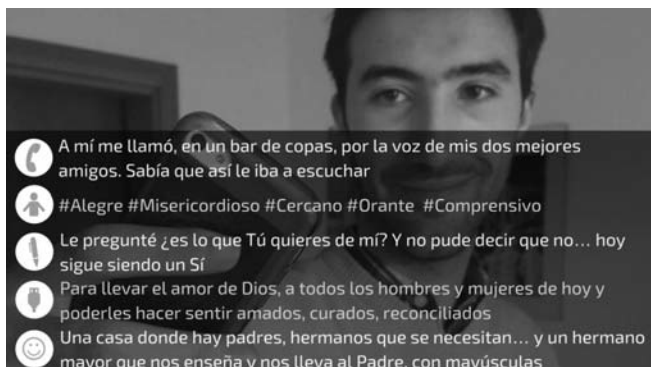 A mí me llamó, en un bar de copas, por la voz de mis dos mejores
amigos. Sabía que así le iba a escuchar
#Alegre #Misericordioso #Cercano #Orante #Comprensivo
Le pregunté ¿es lo que Tú quieres de mí? Y no pude decir que no... hoy
sigue siendo un Sí
Para llevar el amor de Dios, a todos los hombres y mujeres de hoy y
poderles hacer sentir amados, curados, reconciliados
Una casa donde hay padres, hermanos que se necesitan... y un hermano
mayor que nos enseña y nos lleva al Padre, con mayúsculas